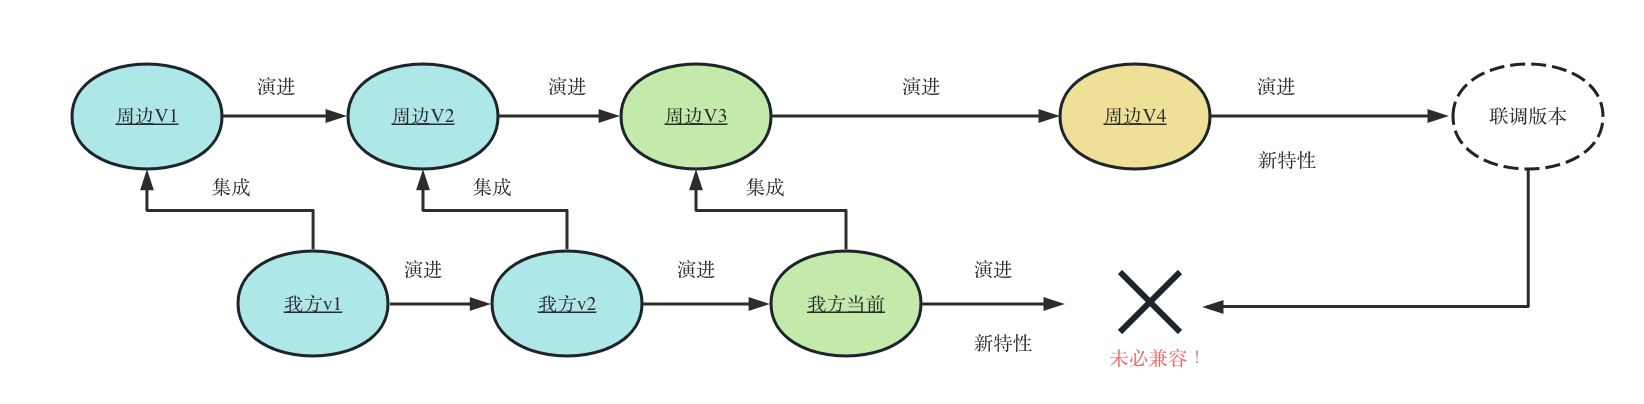 演进
演进
演进
演进
周边V1
周边V2
周边V3
周边V4
联调版本
新特性
集成
集成
集成
演进
演进
演进
我方v1
我方v2
我方当前
新特性
未必兼容！